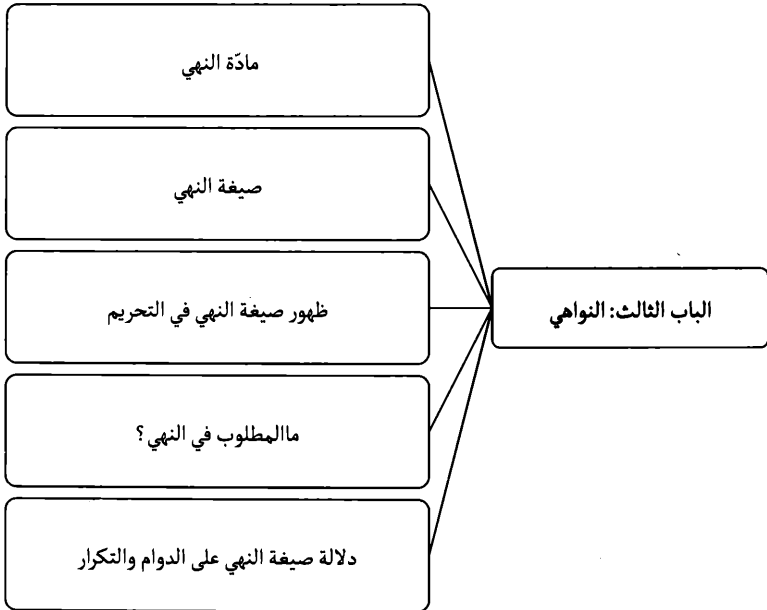 الباب الثالث: النواهي
مادّة النهي
صيغة النهي
ظهور صيغة النهي في التحريم
ماالمطلوب في النهي؟
دلالة صيغة النهي على الدوام والتكرار